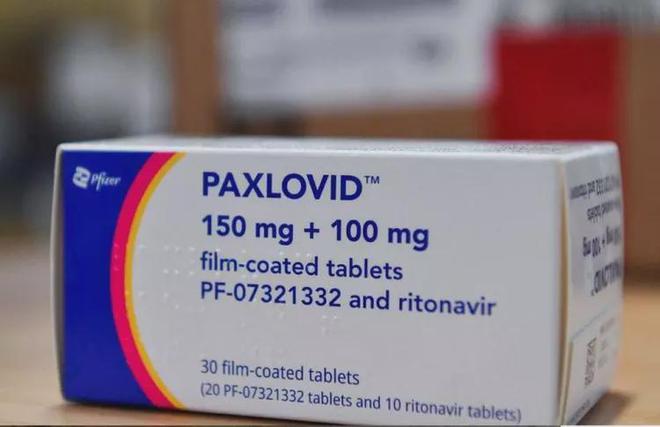 Pfizer
PAXLOVID™
150 mg + 100 mg
film-coated tablets
PF-07321332 and ritonavir
30 film-coated tablets
(20 PF-07321332 tablets and 10 ritonavir tablets)